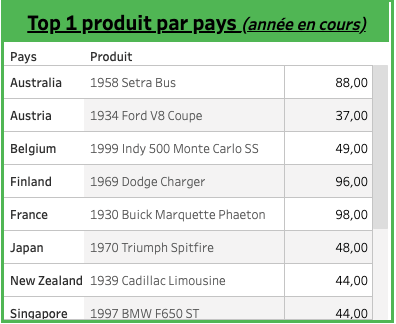 Top 1 produit par pays (année en cours)
Pays Produit
Australia 1958 Setra Bus 88,00
Austria 1934 Ford V8 Coupe 37,00
Belgium 1999 Indy 500 Monte Carlo SS 49,00
Finland 1969 Dodge Charger 96,00
France 1930 Buick Marquette Phaeton 98,00
Japan 1970 Triumph Spitfire 48,00
New Zealand 1939 Cadillac Limousine 44,00
Singapore 1997 BMW F650 ST 44,00